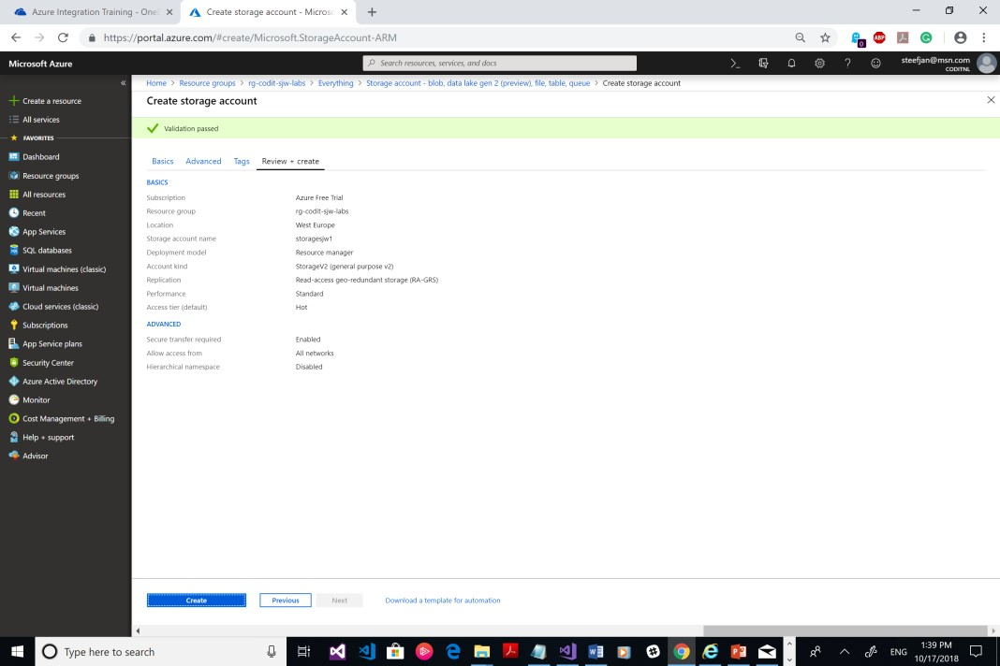 Azure Integration Training - One
Create storage account - Micros
https://portal.azure.com/#create/Microsoft.StorageAccount-ARM
0
ABP
Microsoft Azure
Search resources, services, and docs
steefjan@msn.com
CODITNL
Create a resource
All services
FAVORITES
Dashboard
Resource groups
All resources
Recent
App Services
SQL databases
Virtual machines (classic)
Virtual machines
Cloud services (classic)
Subscriptions
App Service plans
Security Center
Azure Active Directory
Monitor
Cost Management + Billing
Help + support
Advisor
Home > Resource groups > rg-codit-sjw-labs > Everything > Storage account - blob, data lake gen 2 (preview), file, table, queue > Create storage account
Create storage account
Validation passed
Basics Advanced Tags Review + create
BASICS
Subscription Azure Free Trial
Resource group rg-codit-sjw-labs
Location West Europe
Storage account name storagesjw1
Deployment model Resource manager
Account kind StorageV2 (general purpose v2)
Replication Read-access geo-redundant storage (RA-GRS)
Performance Standard
Access tier (default) Hot
ADVANCED
Secure transfer required Enabled
Allow access from All networks
Hierarchical namespace Disabled
Create Previous Next Download a template for automation
Type here to search
ENG
1:39 PM
10/17/2018